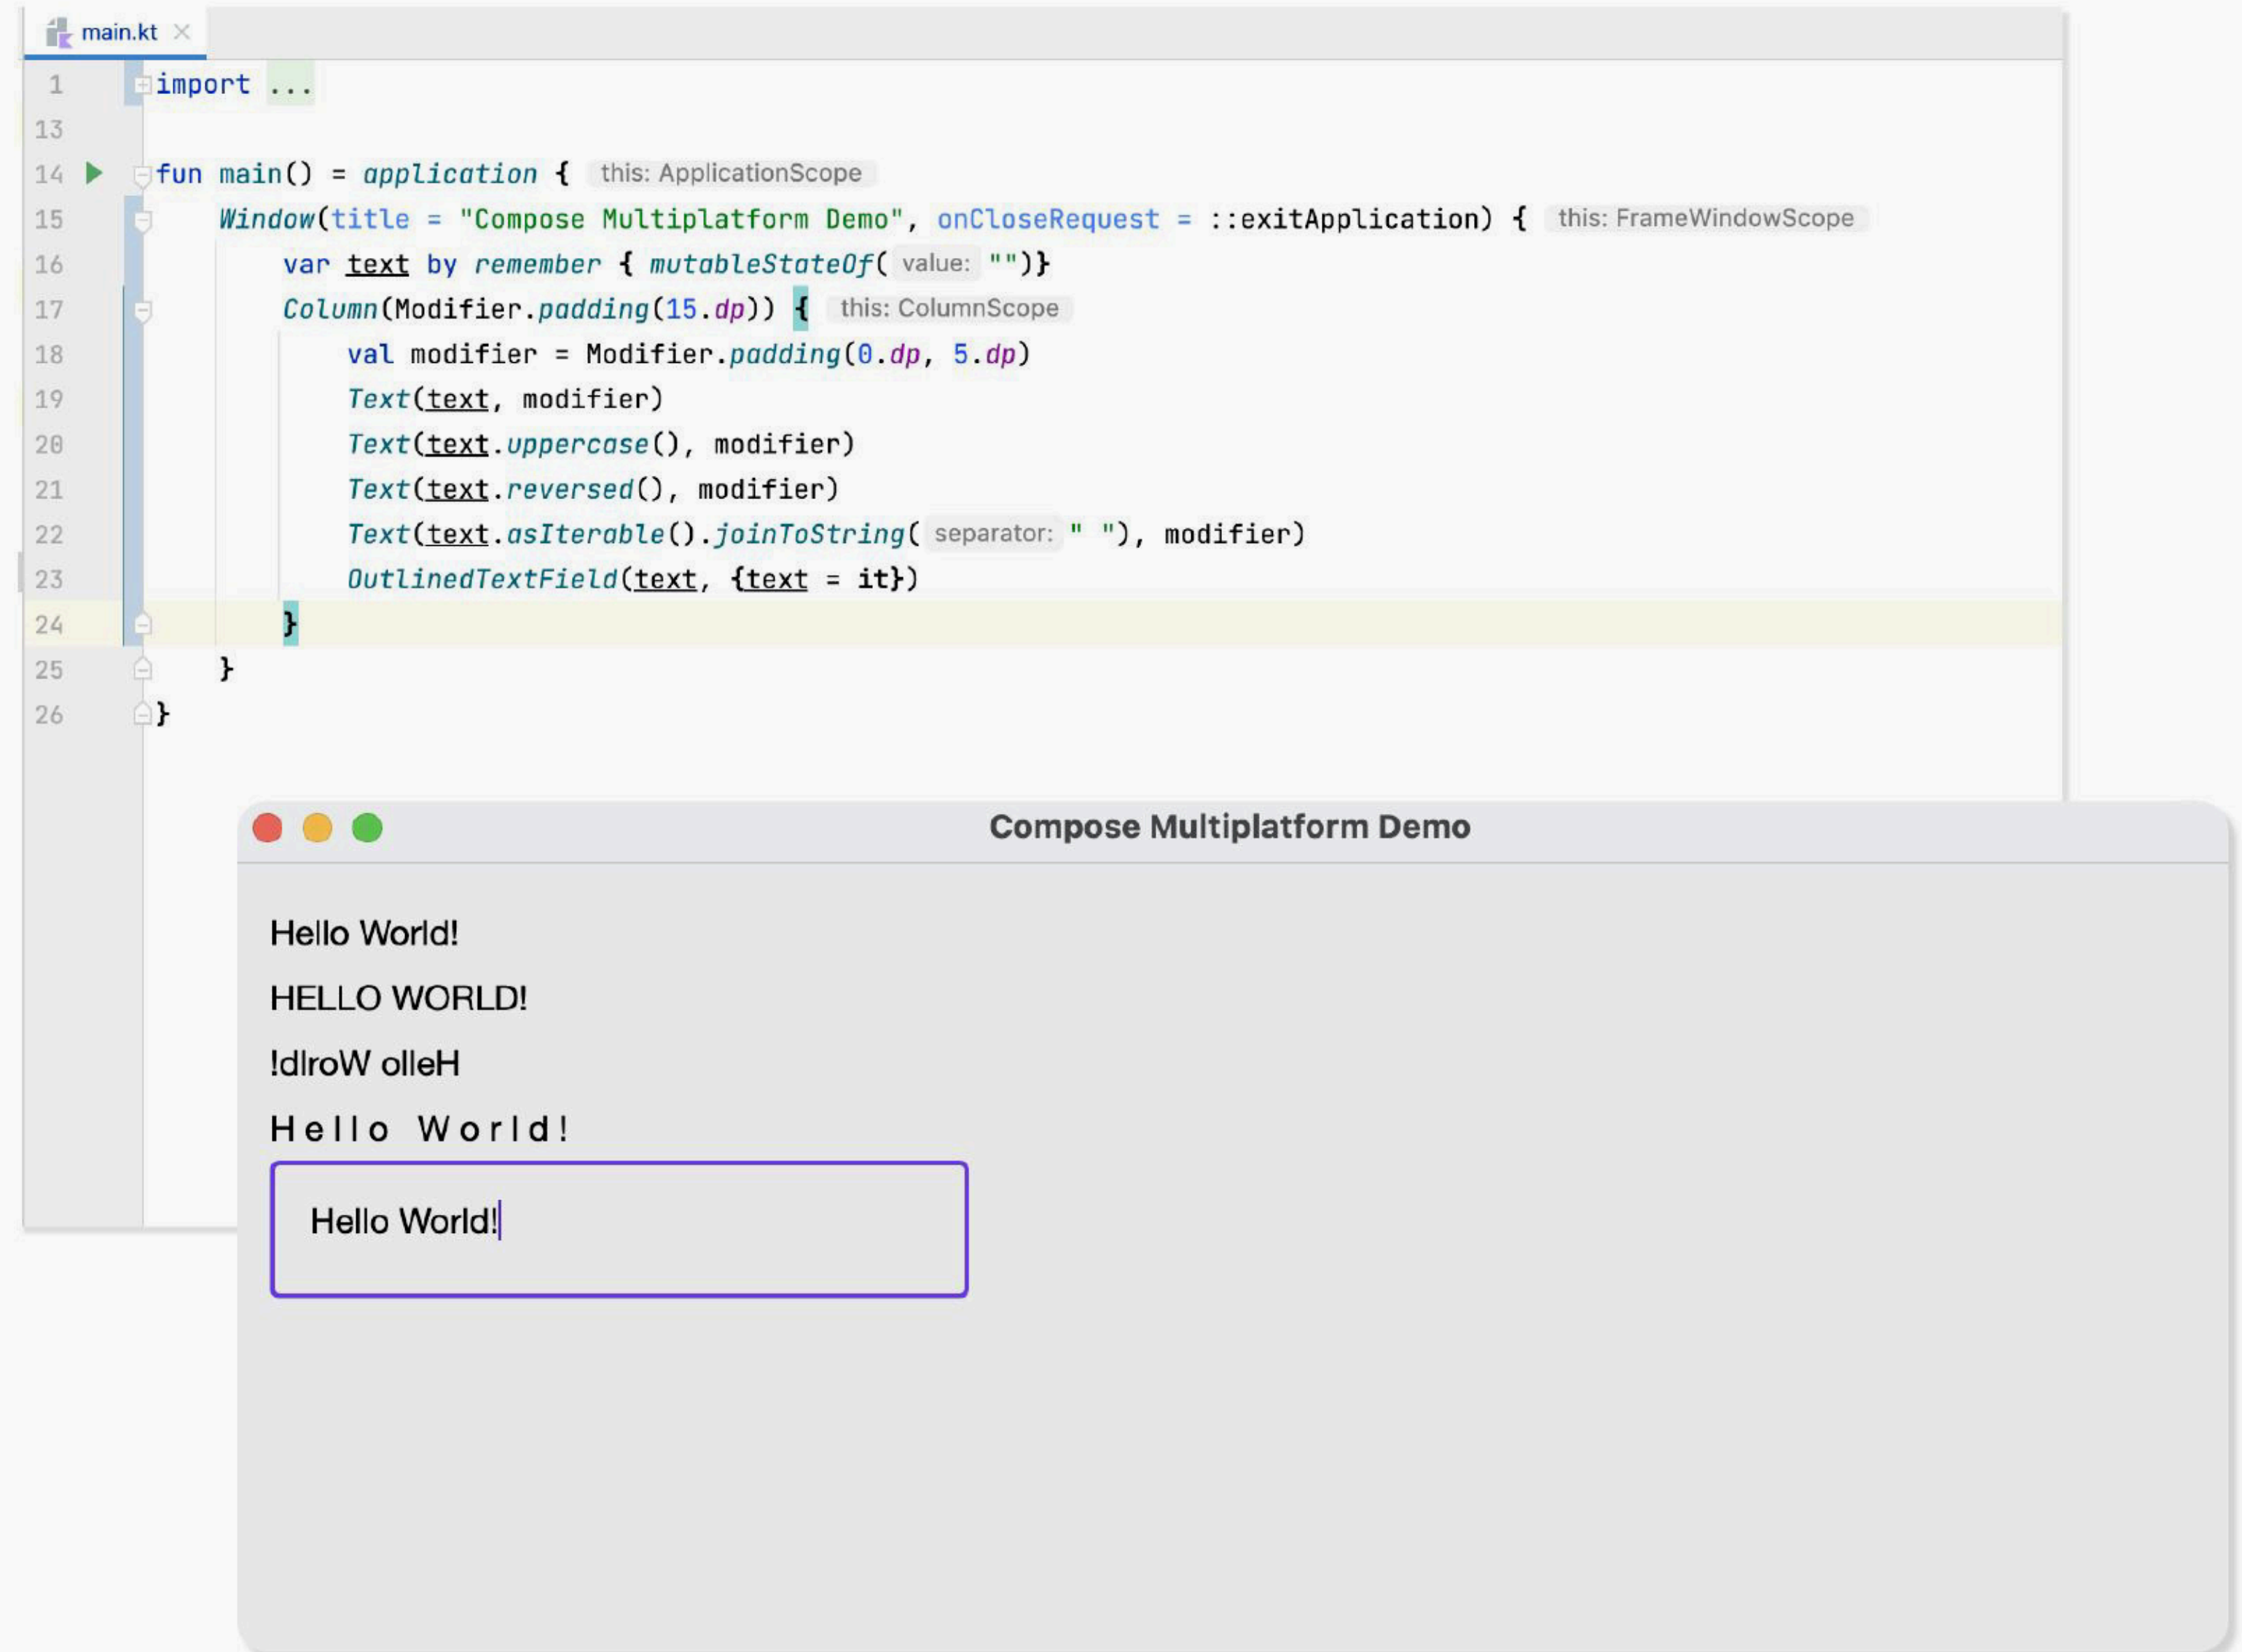 main.kt
1 import ...
13
14 fun main() = application { this: ApplicationScope
15 Window(title = "Compose Multiplatform Demo", onCloseRequest = ::exitApplication) { this: FrameWindowScope
16 var text by remember { mutableStateOf( value: "")}
17 Column(Modifier.padding(15.dp)) { this: ColumnScope
18 val modifier = Modifier.padding(0.dp, 5.dp)
19 Text(text, modifier)
20 Text(text.uppercase(), modifier)
21 Text(text.reversed(), modifier)
22 Text(text.asIterable().joinToString( separator: " "), modifier)
23 OutlinedTextField(text, {text = it})
24 }
25 }
26 }
Compose Multiplatform Demo
Hello World!
HELLO WORLD!
!dlroW olleH
H e l l o   W o r l d !
Hello World!